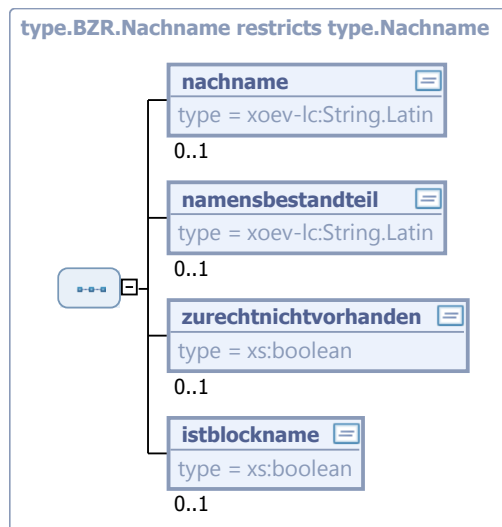 type.BZR.Nachname restricts type.Nachname
nachname
type = xoev-lc:String.Latin
0..1
namensbestandteil
type = xoev-lc:String.Latin
0..1
zurechtnichtvorhanden
type = xs:boolean
0..1
istblockname
type = xs:boolean
0..1